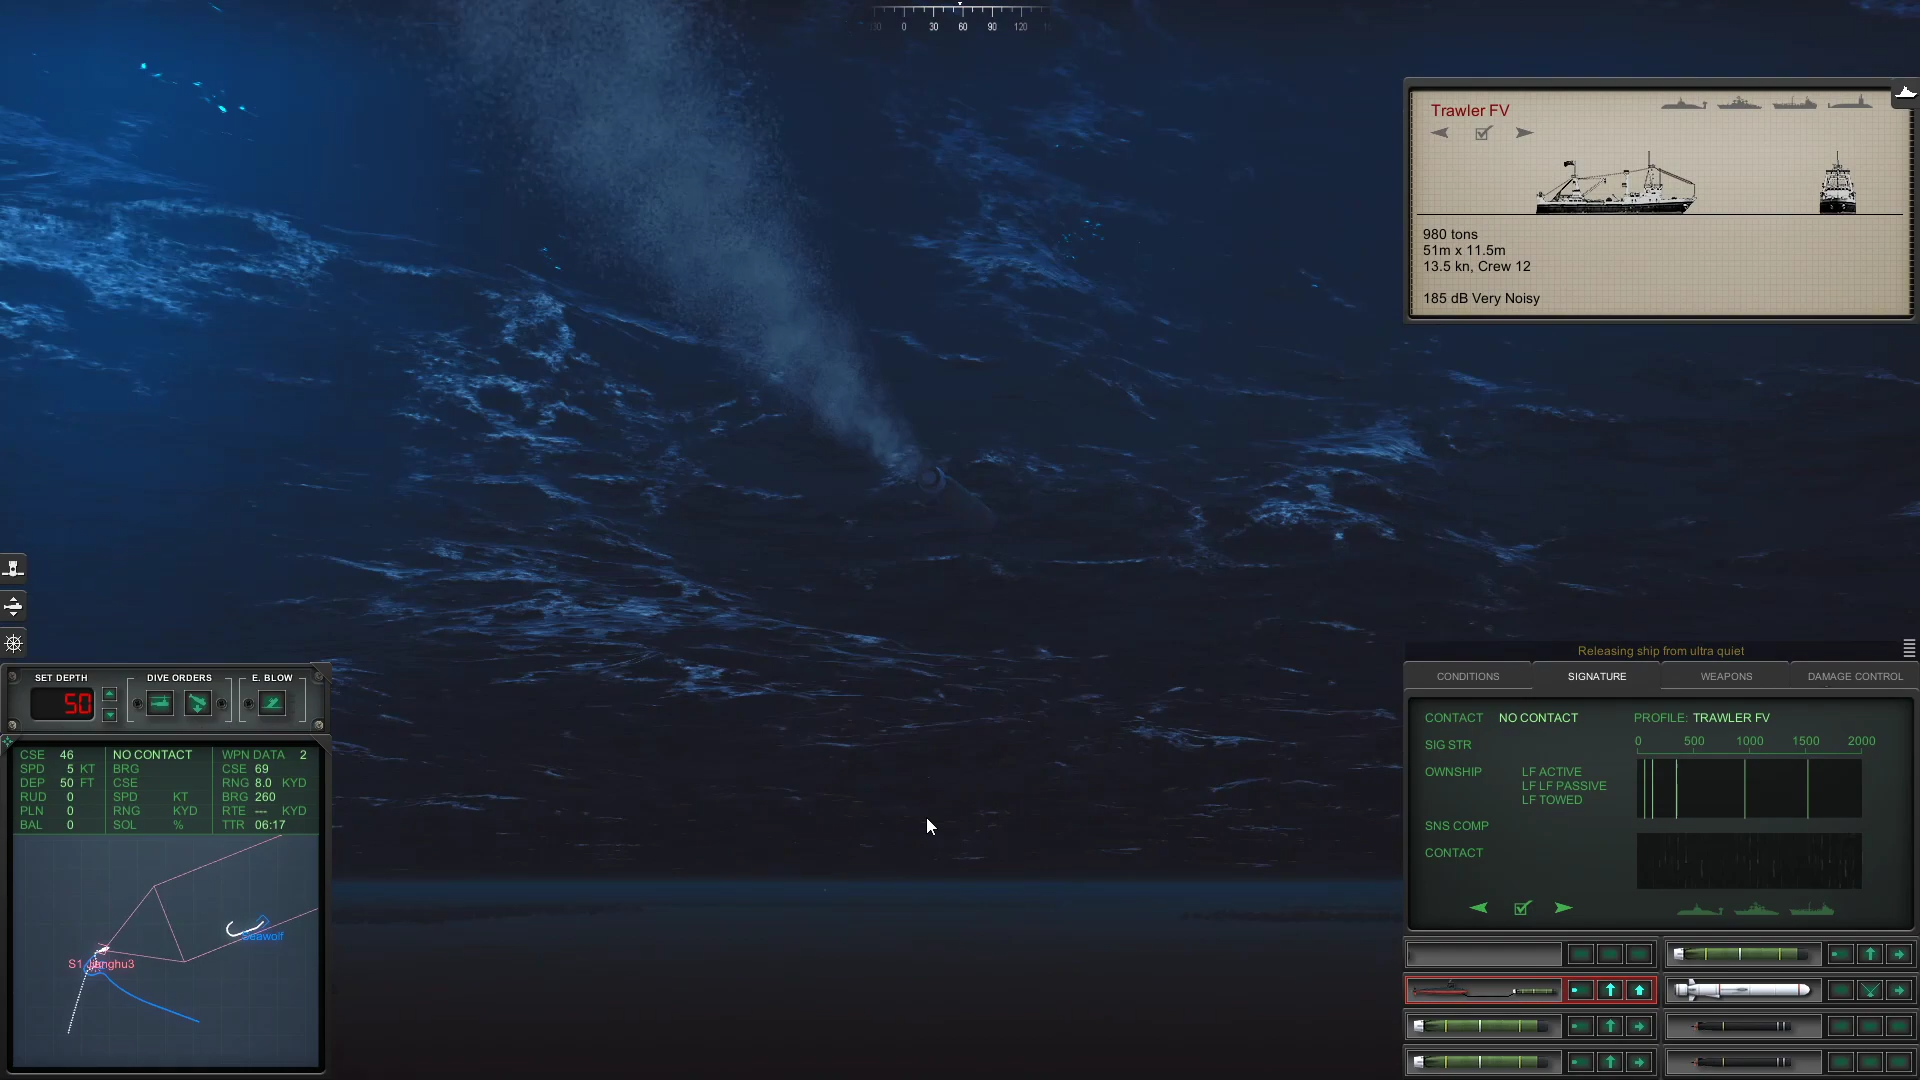 0 30 60 90 120
Trawler FV
980 tons
51m x 11.5m
13.5 kn, Crew 12
185 dB Very Noisy
Releasing ship from ultra quiet
CONDITIONS SIGNATURE WEAPONS DAMAGE CONTROL
CONTACT NO CONTACT PROFILE: TRAWLER FV
SIG STR 0 500 1000 1500 2000
OWNSHIP LF ACTIVE
LF LF PASSIVE
LF TOWED
SNS COMP
CONTACT
SET DEPTH DIVE ORDERS E. BLOW
50
CSE 46 NO CONTACT WPN DATA 2
SPD 5 KT BRG CSE 69
DEP 50 FT CSE RNG 8.0 KYD
RUD 0 SPD KT BRG 260
PLN 0 RNG KYD RTE --- KYD
BAL 0 SOL % TTR 06:17
Seawolf
S1 Jianghu3